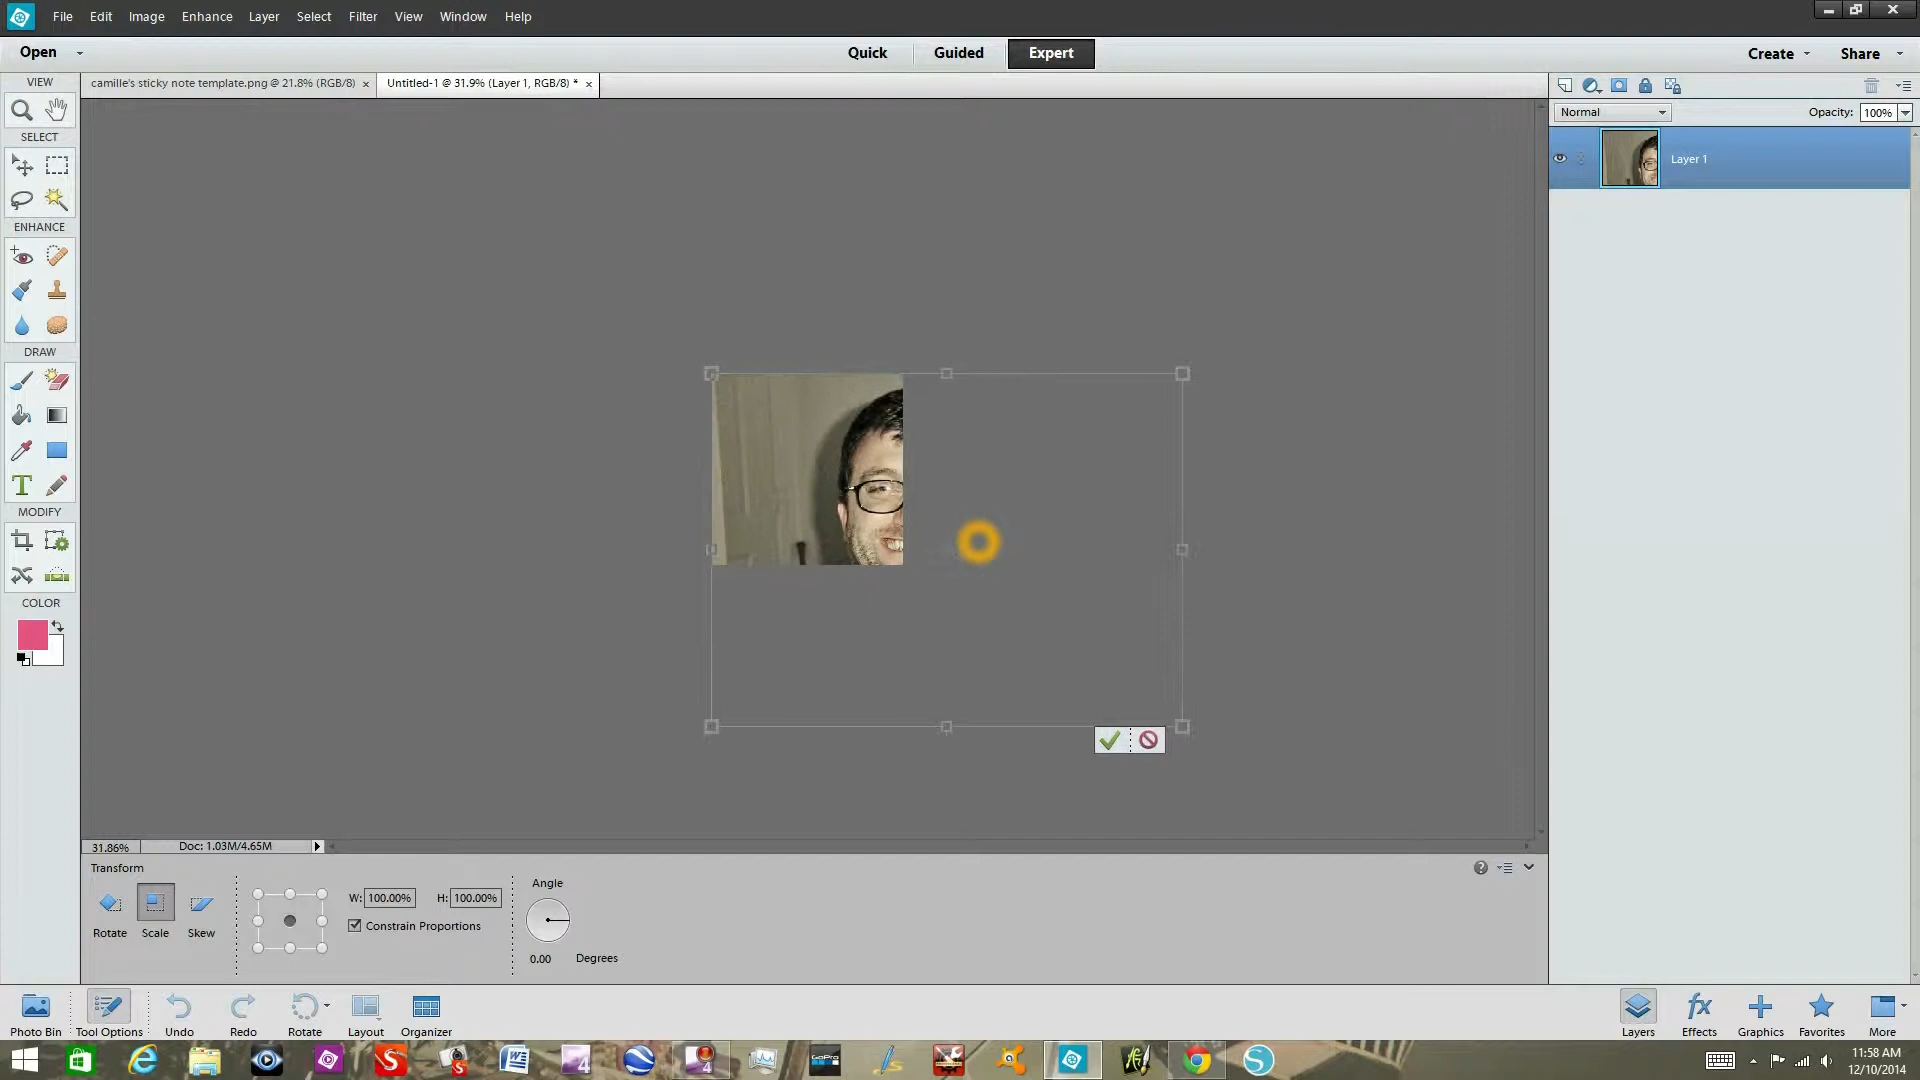 File Edit Image Enhance Layer Select Filter View Window Help
Open Quick Guided Expert Create Share
VIEW
camille's sticky note template.png @ 21.8% (RGB/8) × Untitled-1 @ 31.9% (Layer 1, RGB/8) * ×
SELECT
Normal Opacity: 100%
Layer 1
ENHANCE
DRAW
T
MODIFY
COLOR
31.86% Doc: 1.03M/4.65M
Transform
Angle
W: 100.00% H: 100.00%
Constrain Proportions
Rotate Scale Skew
0.00 Degrees
fx
Photo Bin Tool Options Undo Redo Rotate Layout Organizer Layers Effects Graphics Favorites More
GoPro
11:58 AM
12/10/2014